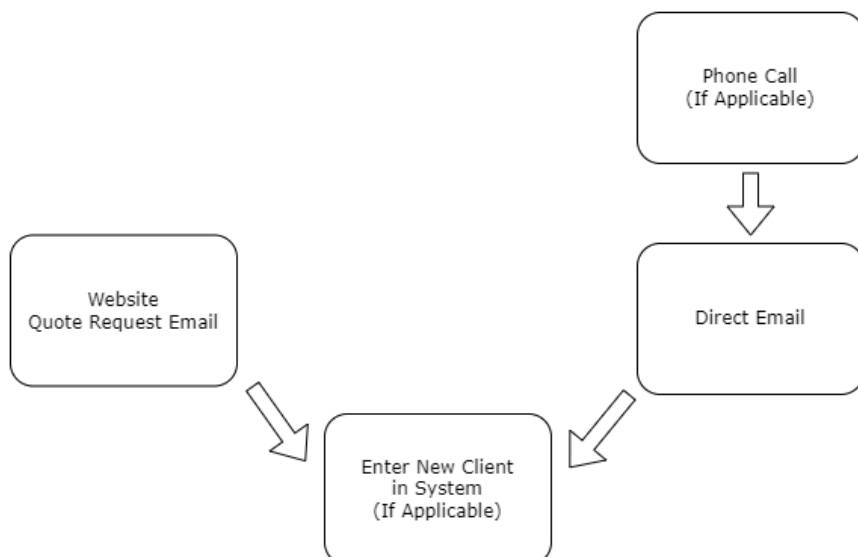 Phone Call
(If Applicable)
Website
Quote Request Email
Direct Email
Enter New Client
in System
(If Applicable)